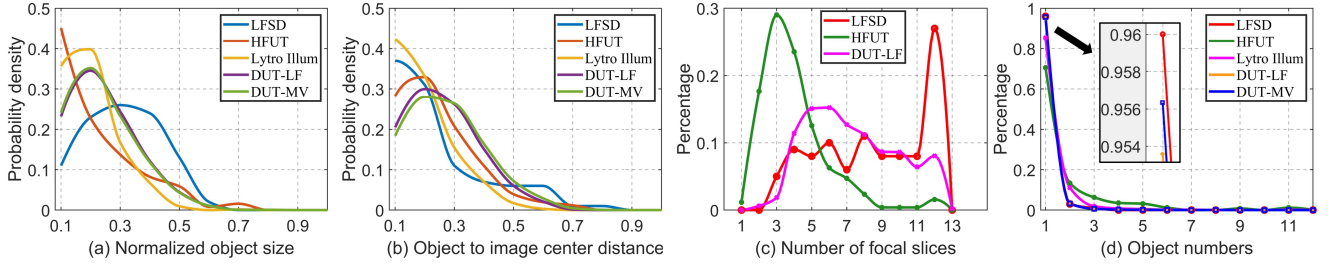 0.5
0.4
0.3
0.2
0.1
0
Probability density
LFSD
HFUT
Lytro Illum
DUT-LF
DUT-MV
0.1 0.3 0.5 0.7 0.9
(a) Normalized object size
0.5
0.4
0.3
0.2
0.1
0
Probability density
LFSD
HFUT
Lytro Illum
DUT-LF
DUT-MV
0.1 0.3 0.5 0.7 0.9
(b) Object to image center distance
0.3
0.2
0.1
0
Percentage
LFSD
HFUT
DUT-LF
1 3 5 7 9 11 13
(c) Number of focal slices
1
0.8
0.6
0.4
0.2
0
Percentage
0.96
0.958
0.956
0.954
LFSD
HFUT
Lytro Illum
DUT-LF
DUT-MV
1 3 5 7 9 11
(d) Object numbers